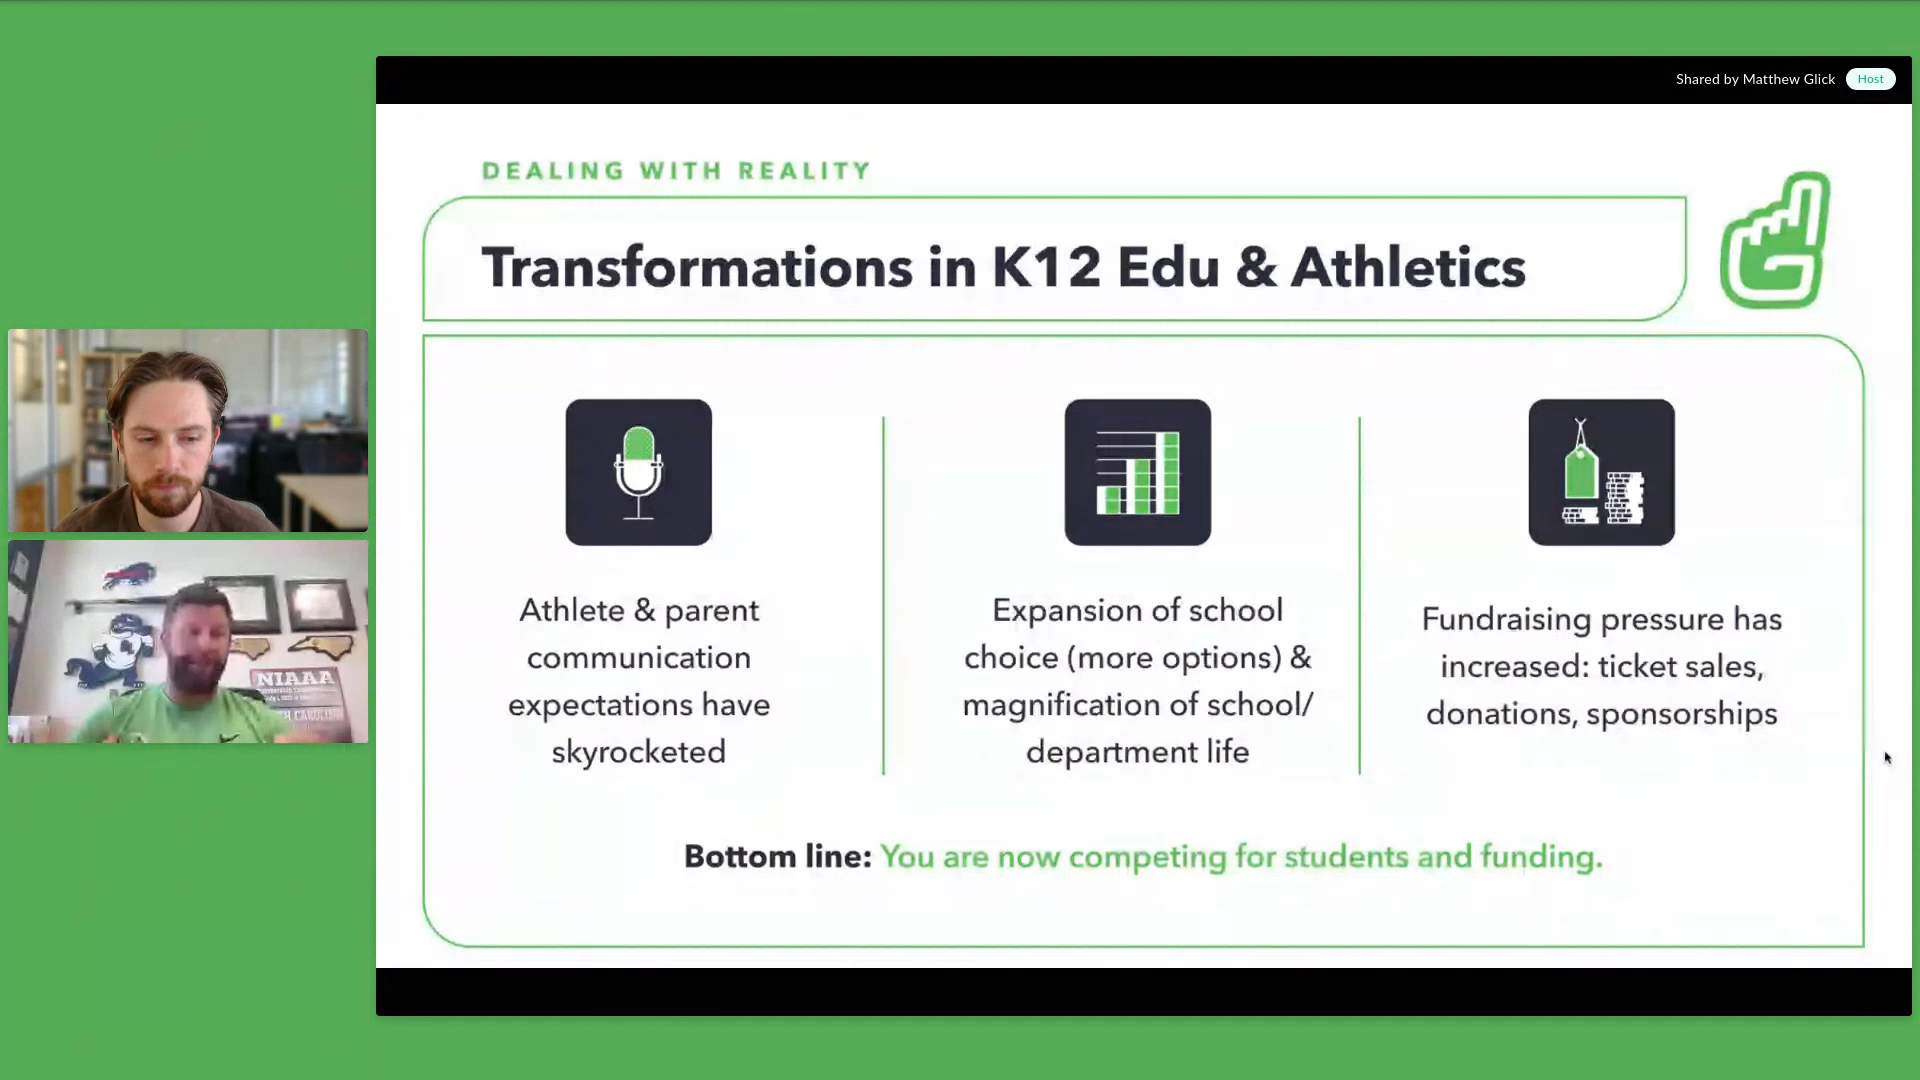 Shared by Matthew Glick Host
DEALING WITH REALITY
Transformations in K12 Edu & Athletics
Athlete & parent
communication
expectations have
skyrocketed
Expansion of school
choice (more options) &
magnification of school/
department life
Fundraising pressure has
increased: ticket sales,
donations, sponsorships
Bottom line: You are now competing for students and funding.
NIAAA